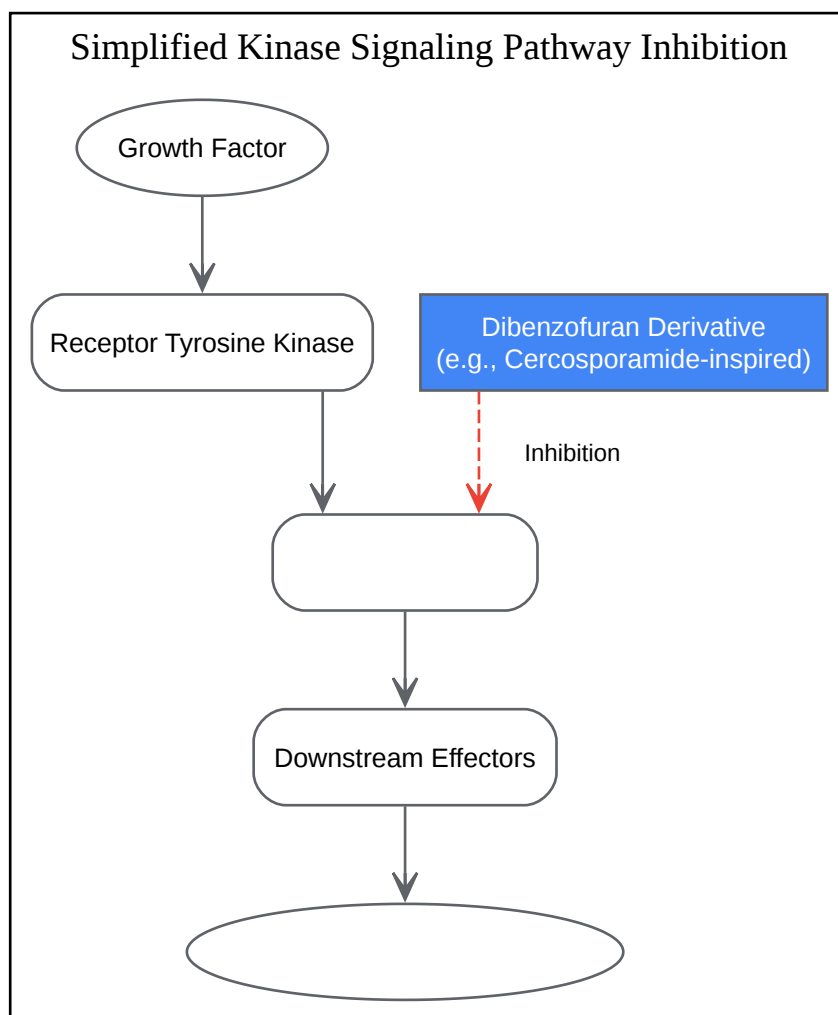 Simplified Kinase Signaling Pathway Inhibition
Growth Factor
Receptor Tyrosine Kinase
Dibenzofuran Derivative
(e.g., Cercosporamide-inspired)
Inhibition
Downstream Effectors